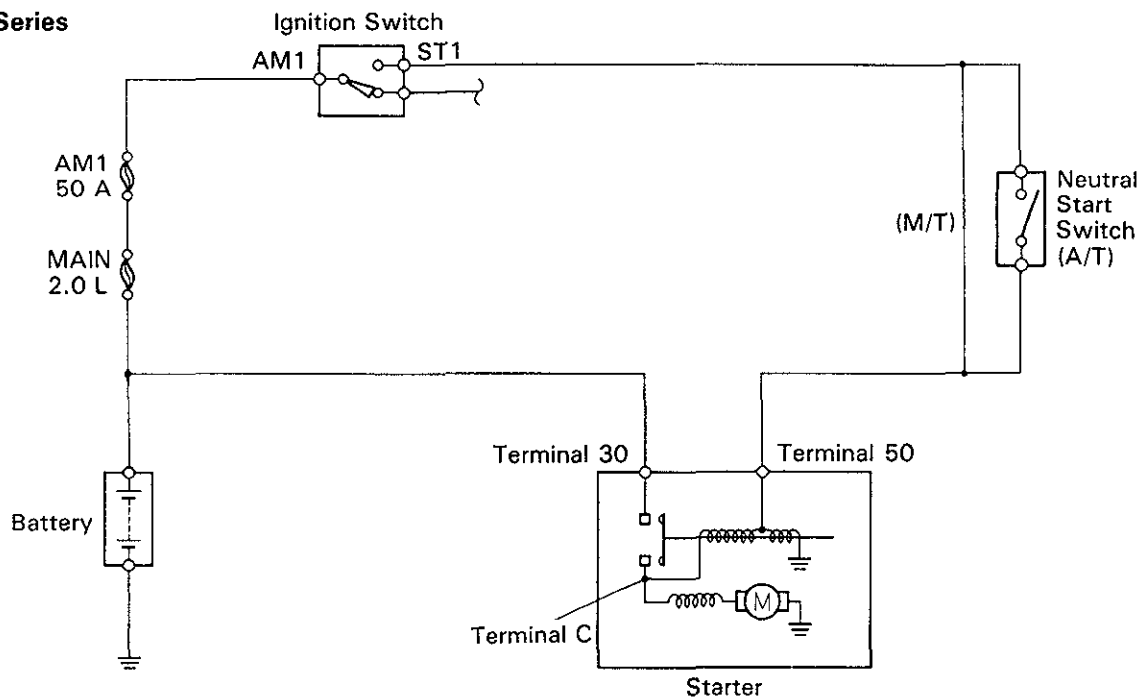 Series
Ignition Switch
AM1
ST1
AM1
50 A
MAIN
2.0 L
(M/T)
Neutral
Start
Switch
(A/T)
Terminal 30
Terminal 50
Battery
M
Terminal C
Starter